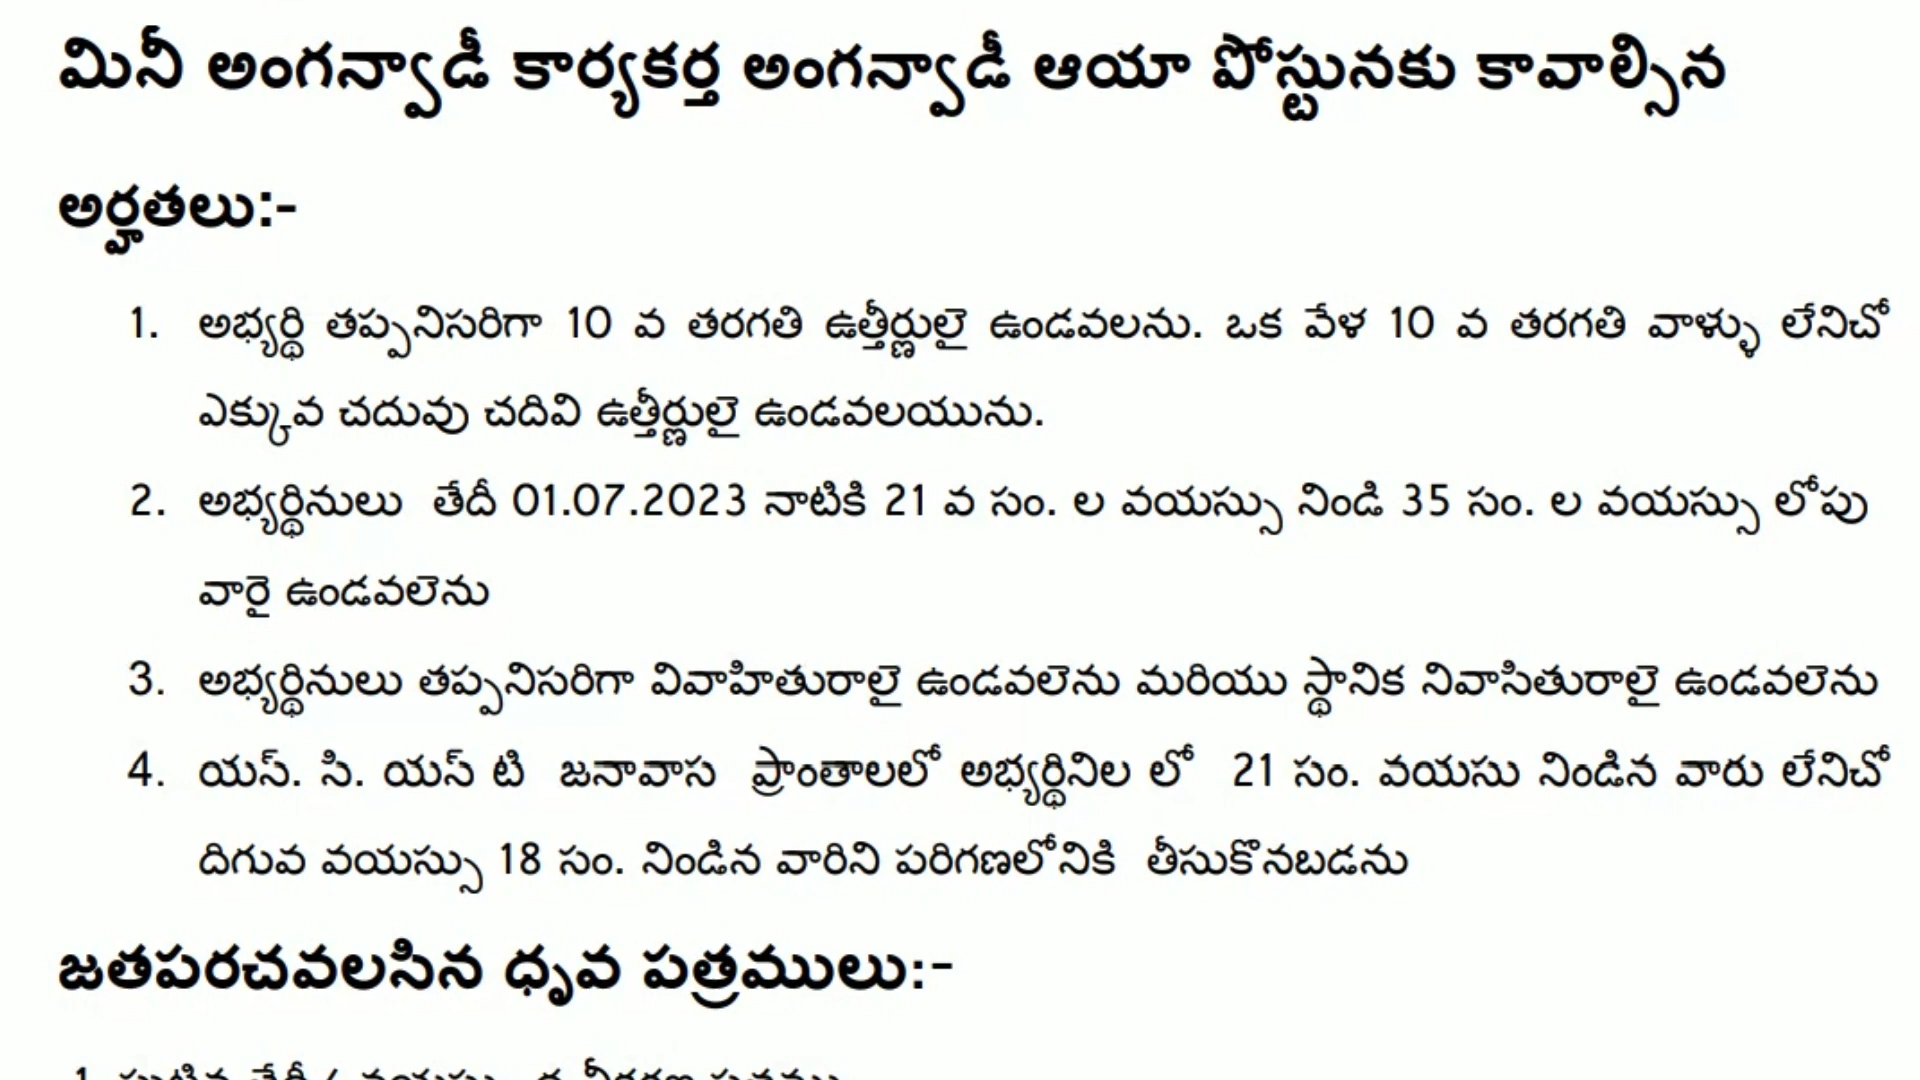 మినీ అంగన్వాడీ కార్యకర్త అంగన్వాడీ ఆయా పోస్టునకు కావాల్సిన
అర్హతలు:-
1. అభ్యర్థి తప్పనిసరిగా 10 వ తరగతి ఉత్తీర్ణులై ఉండవలను. ఒక వేళ 10 వ తరగతి వాళ్ళు లేనిచో
ఎక్కువ చదువు చదివి ఉత్తీర్ణులై ఉండవలయును.
2. అభ్యర్థినులు తేదీ 01.07.2023 నాటికి 21 వ సం. ల వయస్సు నిండి 35 సం. ల వయస్సు లోపు
వారై ఉండవలెను
3. అభ్యర్థినులు తప్పనిసరిగా వివాహితురాలై ఉండవలెను మరియు స్థానిక నివాసితురాలై ఉండవలెను
4. యస్. సి. యస్ టి జనావాస ప్రాంతాలలో అభ్యర్థినిల లో 21 సం. వయసు నిండిన వారు లేనిచో
దిగువ వయస్సు 18 సం. నిండిన వారిని పరిగణలోనికి తీసుకొనబడను
జతపరచవలసిన ధృవ పత్రములు:-